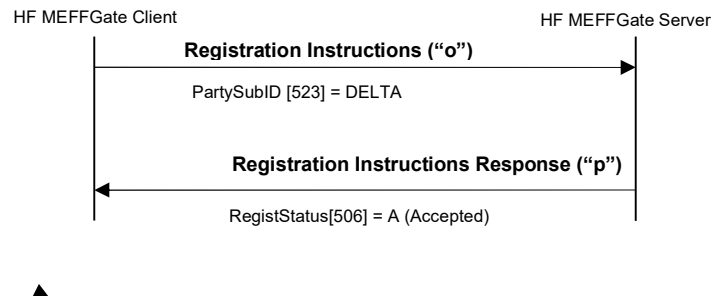 HF MEFFGate Client
HF MEFFGate Server
Registration Instructions (“o”)
PartySubID [523] = DELTA
Registration Instructions Response (“p”)
RegistStatus[506] = A (Accepted)